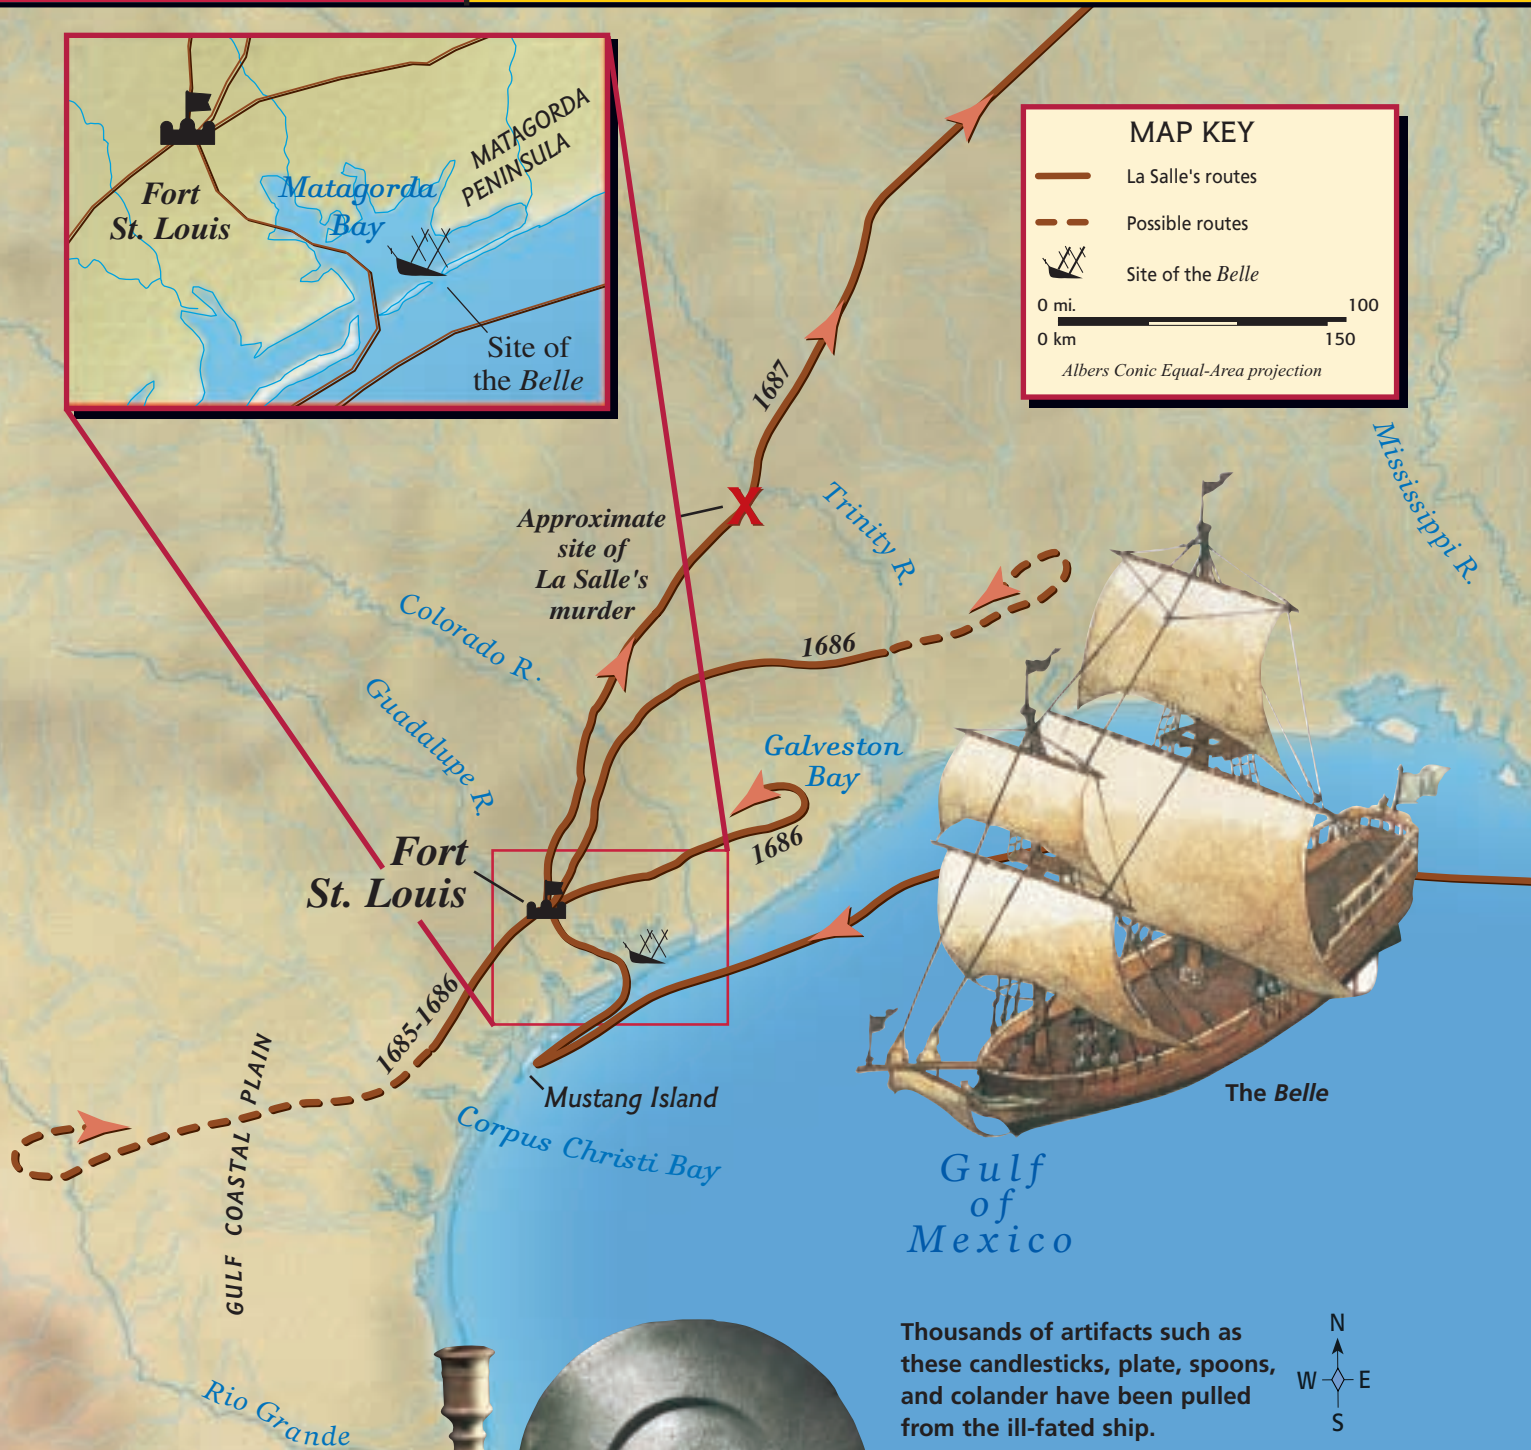 MATAGORDA
PENINSULA
Matagorda
Bay
Fort
St. Louis
Site of
the Belle
MAP KEY
La Salle's routes
Possible routes
Site of the Belle
0 mi. 100
0 km 150
Albers Conic Equal-Area projection
1687
Mississippi R.
Trinity R.
Approximate
site of
La Salle's
murder
Colorado R.
1686
Guadalupe R.
Galveston
Bay
1686
Fort
St. Louis
1685-1686
Mustang Island
Corpus Christi Bay
GULF COASTAL PLAIN
The Belle
Gulf
of
Mexico
Rio Grande
Thousands of artifacts such as
these candlesticks, plate, spoons,
and colander have been pulled
from the ill-fated ship.
N
W E
S